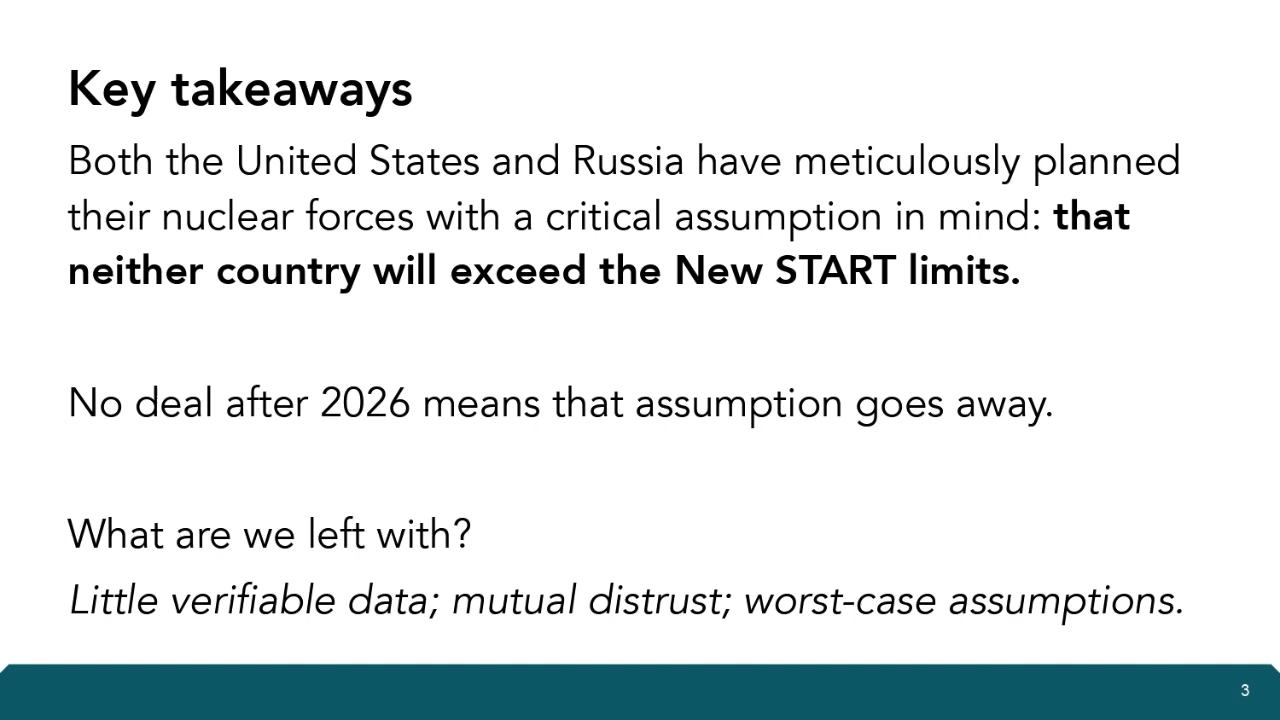 Key takeaways
Both the United States and Russia have meticulously planned
their nuclear forces with a critical assumption in mind: that
neither country will exceed the New START limits.
No deal after 2026 means that assumption goes away.
What are we left with?
Little verifiable data; mutual distrust; worst-case assumptions.
3